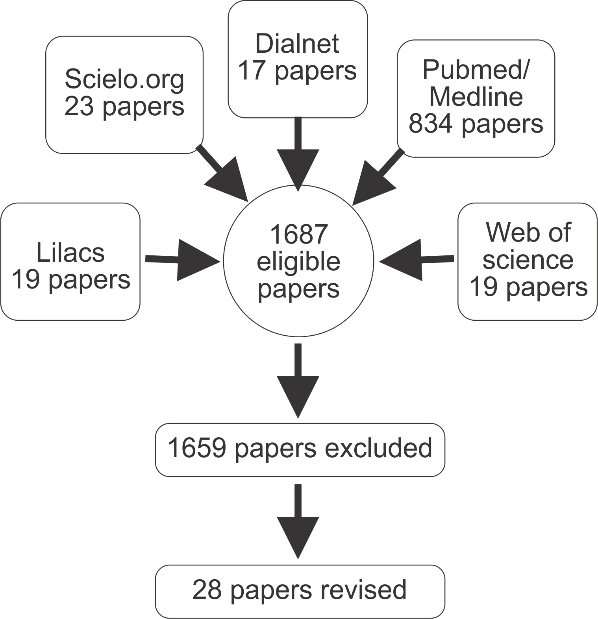 Dialnet
17 papers
Scielo.org
23 papers
Pubmed/
Medline
834 papers
Lilacs
19 papers
1687
eligible
papers
Web of
science
19 papers
1659 papers excluded
28 papers revised